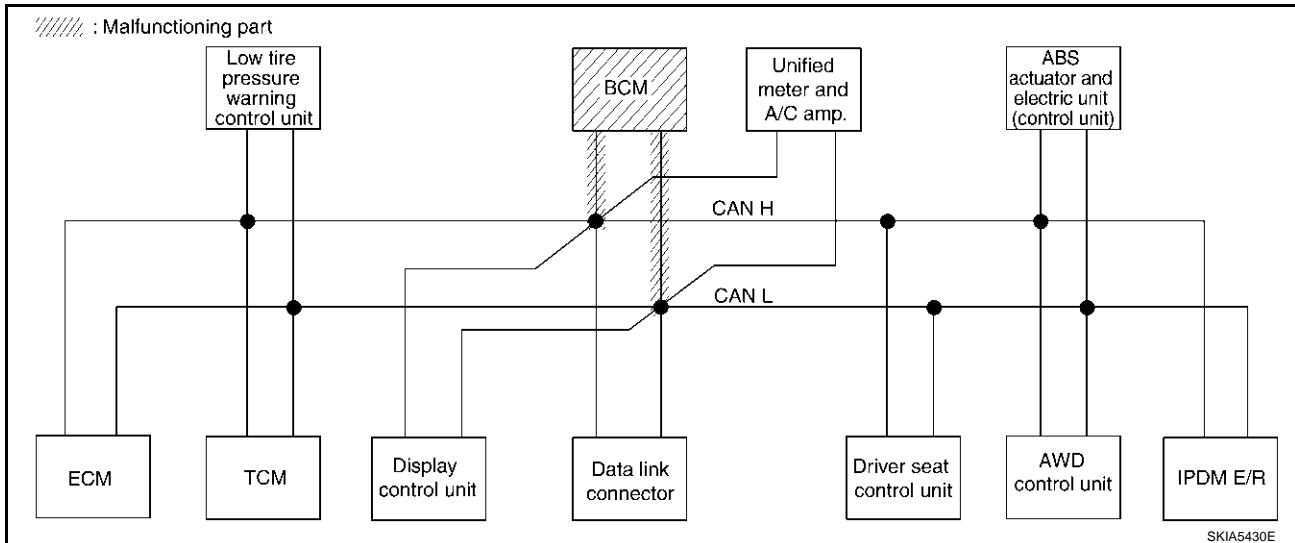 : Malfunctioning part
Low tire
pressure
warning
control unit
BCM
Unified
meter and
A/C amp.
ABS
actuator and
electric unit
(control unit)
CAN H
CAN L
ECM
TCM
Display
control unit
Data link
connector
Driver seat
control unit
AWD
control unit
IPDM E/R
SKIA5430E